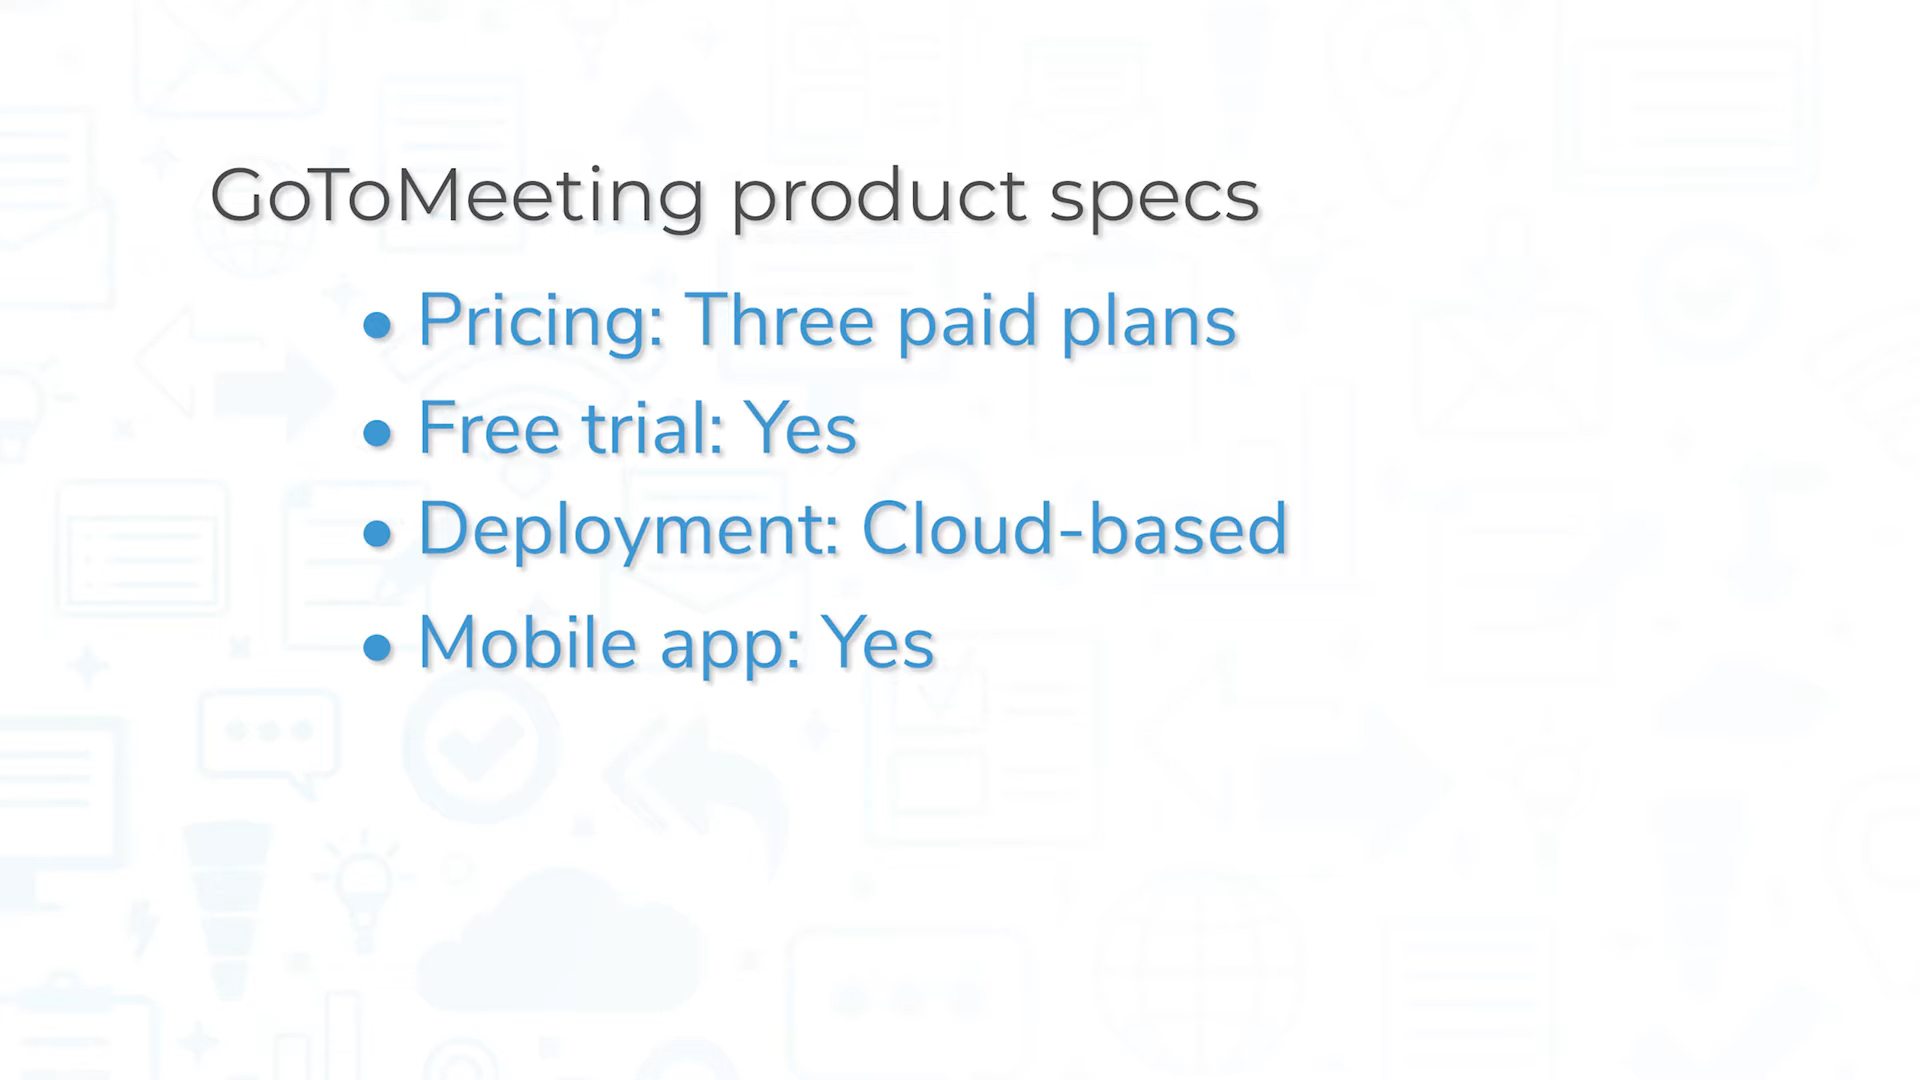 GoToMeeting product specs
• Pricing: Three paid plans
• Free trial: Yes
• Deployment: Cloud-based
• Mobile app: Yes